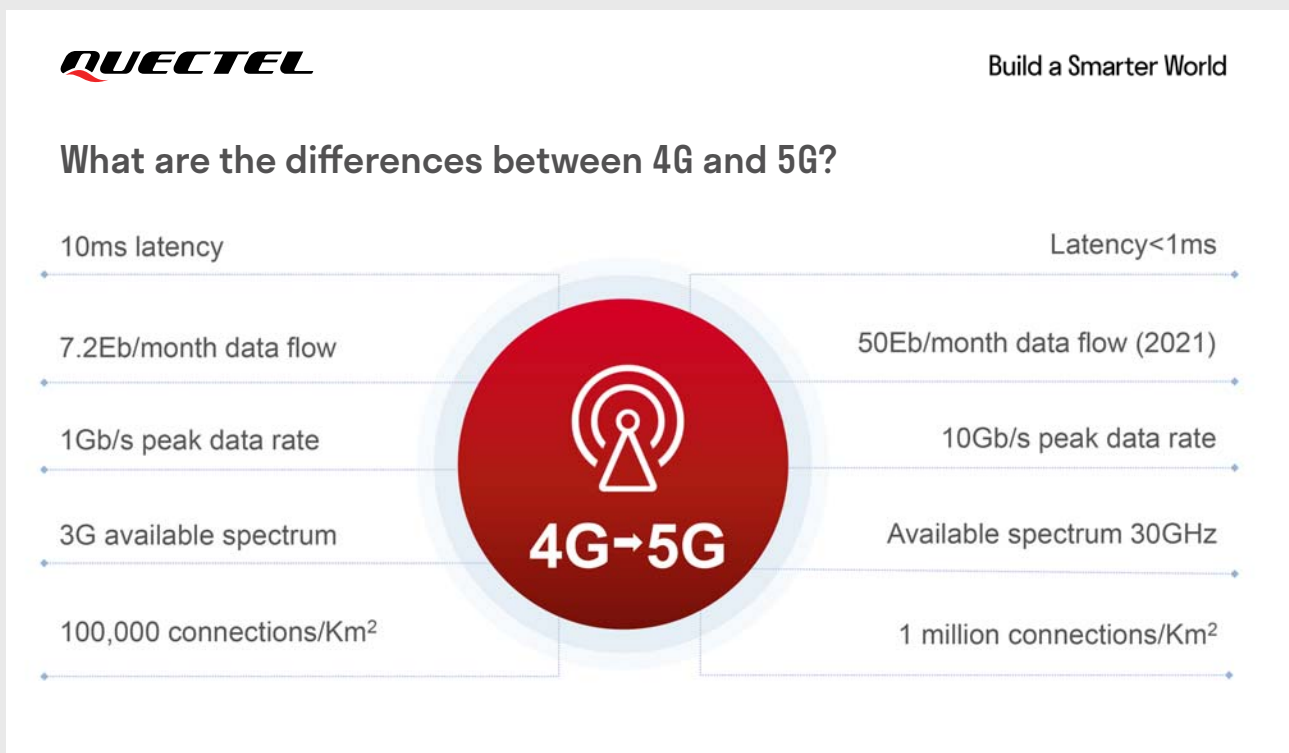 QUECTEL
Build a Smarter World
What are the differences between 4G and 5G?
10ms latency
Latency<1ms
7.2Eb/month data flow
50Eb/month data flow (2021)
1Gb/s peak data rate
10Gb/s peak data rate
3G available spectrum
Available spectrum 30GHz
4G→5G
100,000 connections/Km²
1 million connections/Km²